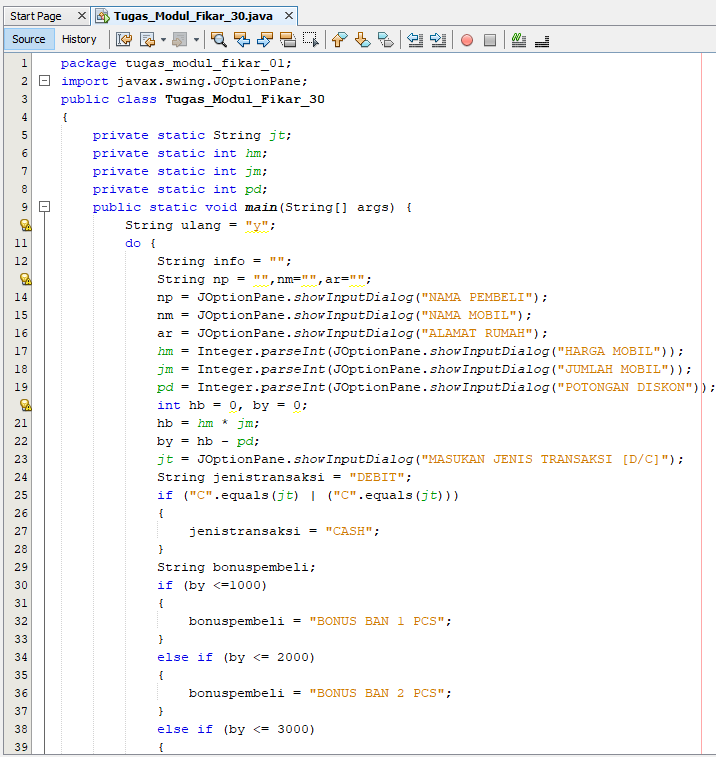 Start Page
Tugas_Modul_Fikar_30.java
Source History
1 package tugas_modul_fikar_01;
2 import javax.swing.JOptionPane;
3 public class Tugas_Modul_Fikar_30
4 {
5 private static String jt;
6 private static int hm;
7 private static int jm;
8 private static int pd;
9 public static void main(String[] args) {
String ulang = "y";
11 do {
12 String info = "";
String np = "",nm="",ar="";
14 np = JOptionPane.showInputDialog("NAMA PEMBELI");
15 nm = JOptionPane.showInputDialog("NAMA MOBIL");
16 ar = JOptionPane.showInputDialog("ALAMAT RUMAH");
17 hm = Integer.parseInt(JOptionPane.showInputDialog("HARGA MOBIL"));
18 jm = Integer.parseInt(JOptionPane.showInputDialog("JUMLAH MOBIL"));
19 pd = Integer.parseInt(JOptionPane.showInputDialog("POTONGAN DISKON"));
int hb = 0, by = 0;
21 hb = hm * jm;
22 by = hb - pd;
23 jt = JOptionPane.showInputDialog("MASUKAN JENIS TRANSAKSI [D/C]");
24 String jenistransaksi = "DEBIT";
25 if ("C".equals(jt) | ("C".equals(jt)))
26 {
27 jenistransaksi = "CASH";
28 }
29 String bonuspembeli;
30 if (by <=1000)
31 {
32 bonuspembeli = "BONUS BAN 1 PCS";
33 }
34 else if (by <= 2000)
35 {
36 bonuspembeli = "BONUS BAN 2 PCS";
37 }
38 else if (by <= 3000)
39 {